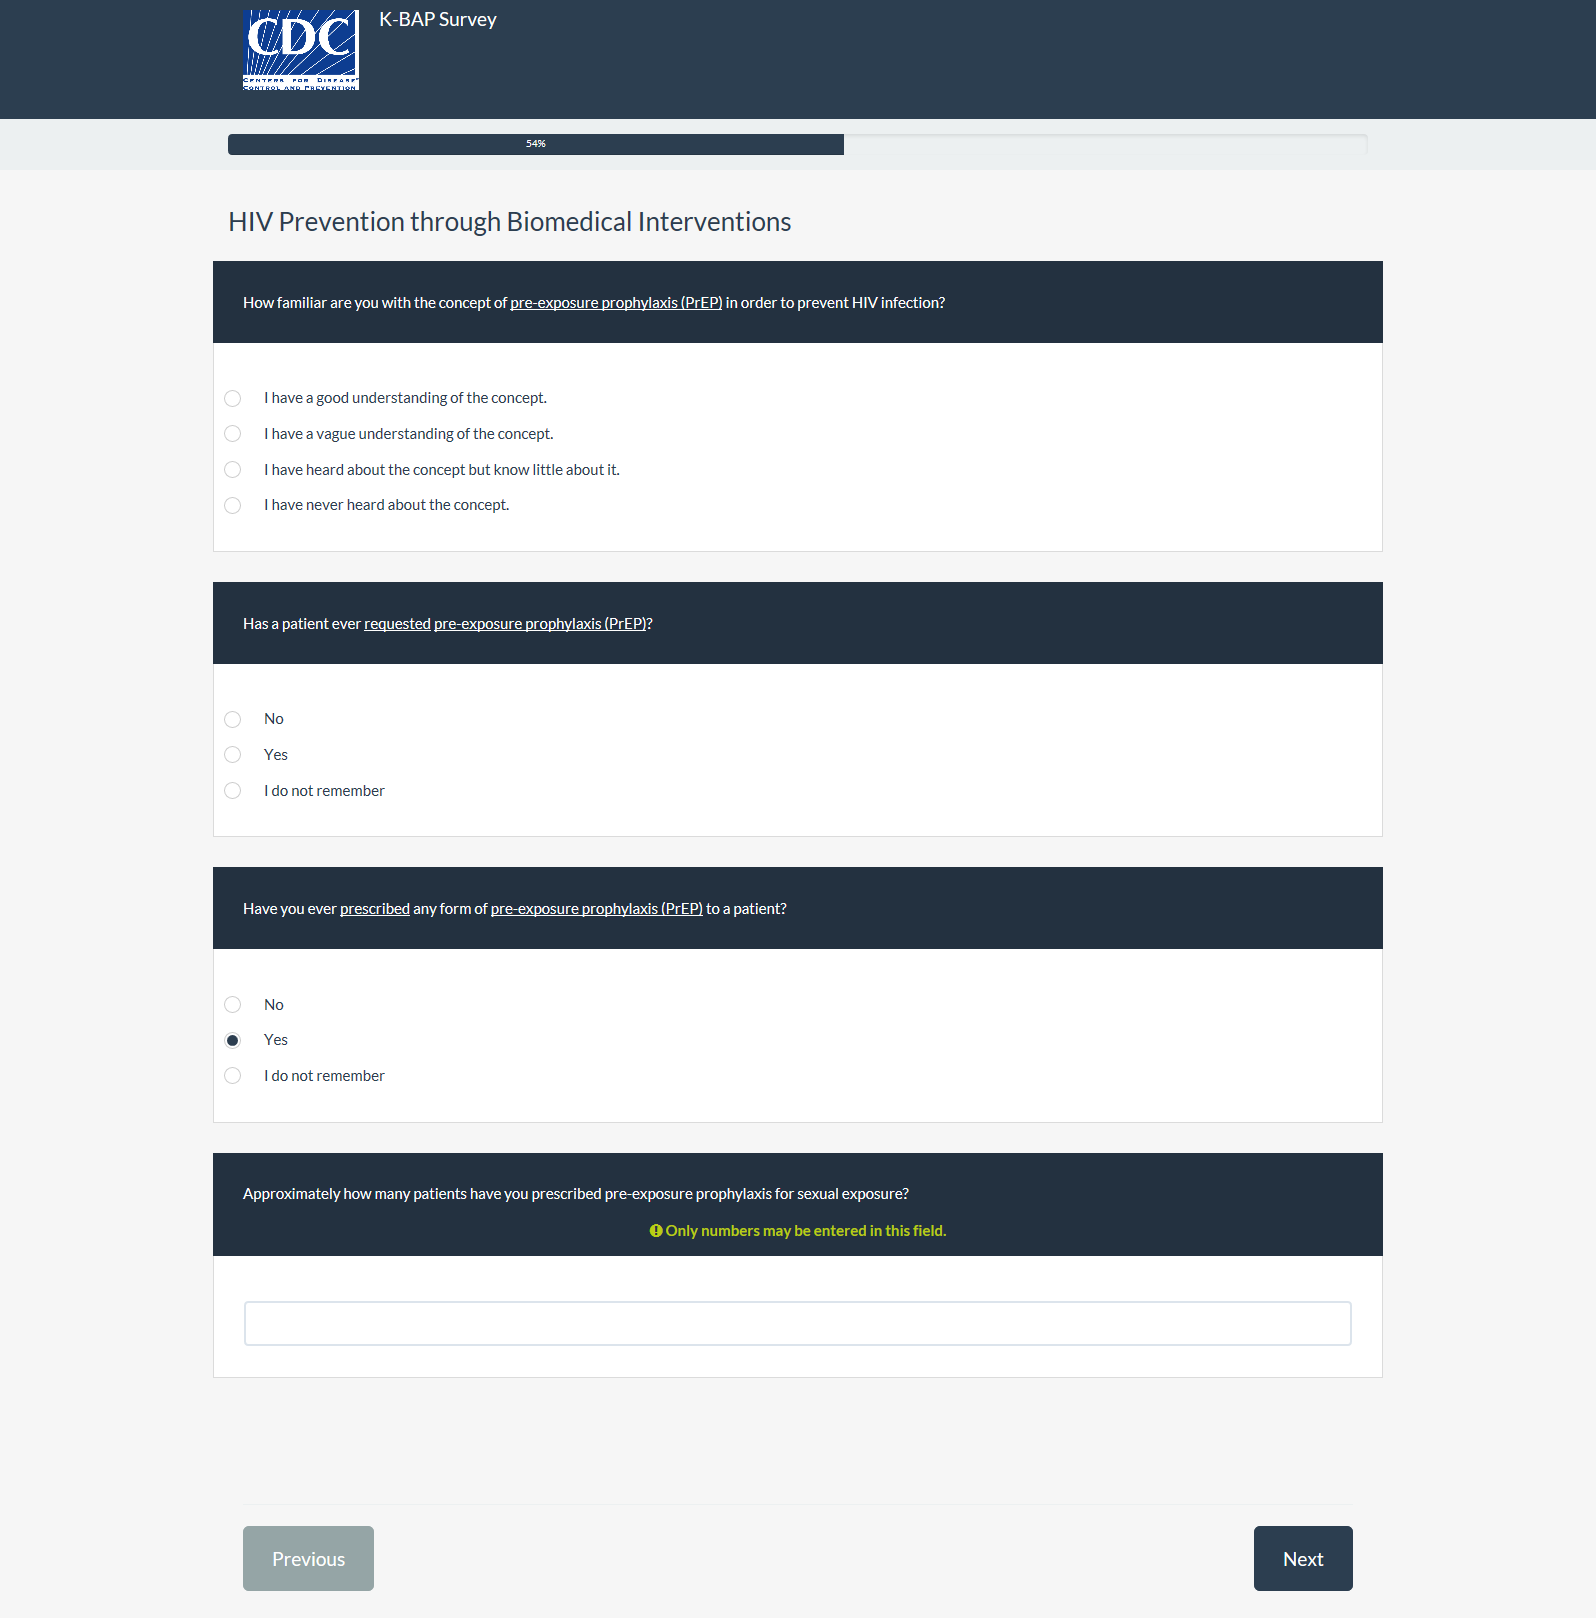 CDC
CENTERS FOR DISEASE
CONTROL AND PREVENTION
K-BAP Survey
54%
HIV Prevention through Biomedical Interventions
How familiar are you with the concept of pre-exposure prophylaxis (PrEP) in order to prevent HIV infection?
I have a good understanding of the concept.
I have a vague understanding of the concept.
I have heard about the concept but know little about it.
I have never heard about the concept.
Has a patient ever requested pre-exposure prophylaxis (PrEP)?
No
Yes
I do not remember
Have you ever prescribed any form of pre-exposure prophylaxis (PrEP) to a patient?
No
Yes
I do not remember
Approximately how many patients have you prescribed pre-exposure prophylaxis for sexual exposure?
Only numbers may be entered in this field.
Previous
Next